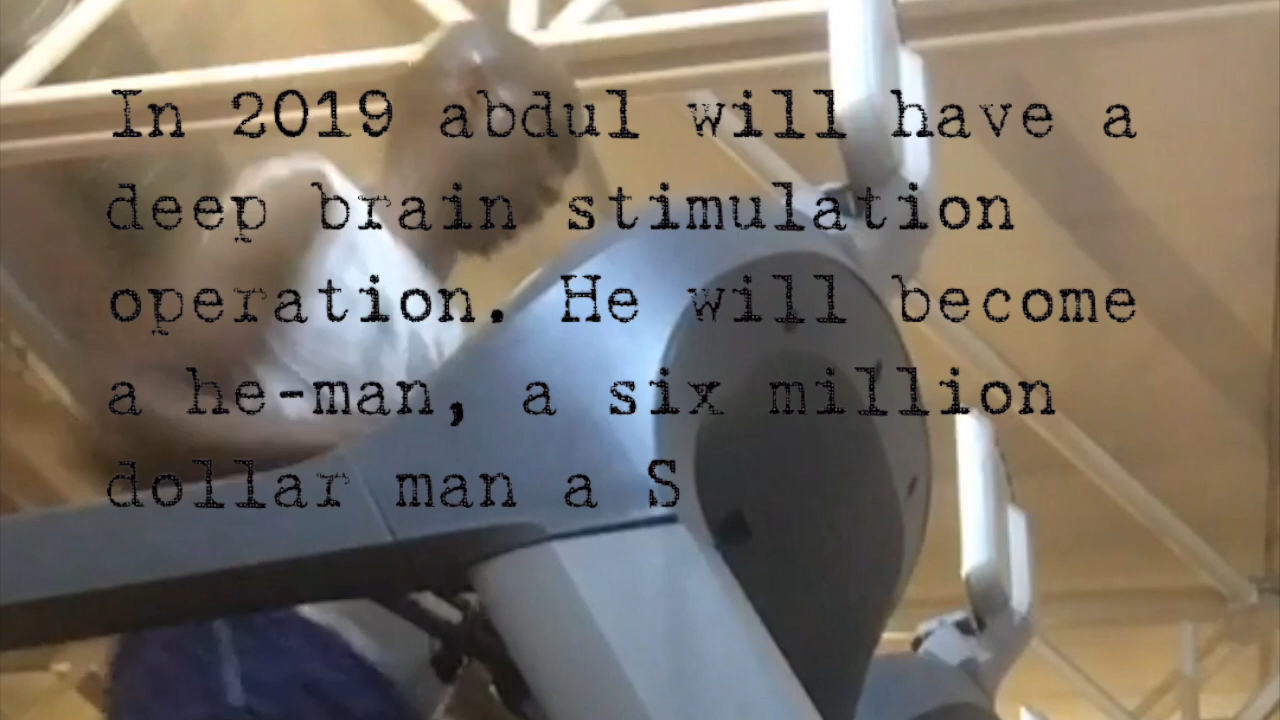 In 2019 abdul will have a
deep brain stimulation
operation. He will become
a he-man, a six million
dollar man a S